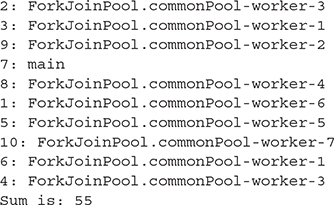 2: ForkJoinPool.commonPool-worker-3
3: ForkJoinPool.commonPool-worker-1
9: ForkJoinPool.commonPool-worker-2
7: main
8: ForkJoinPool.commonPool-worker-4
1: ForkJoinPool.commonPool-worker-6
5: ForkJoinPool.commonPool-worker-5
10: ForkJoinPool.commonPool-worker-7
6: ForkJoinPool.commonPool-worker-1
4: ForkJoinPool.commonPool-worker-3
Sum is: 55